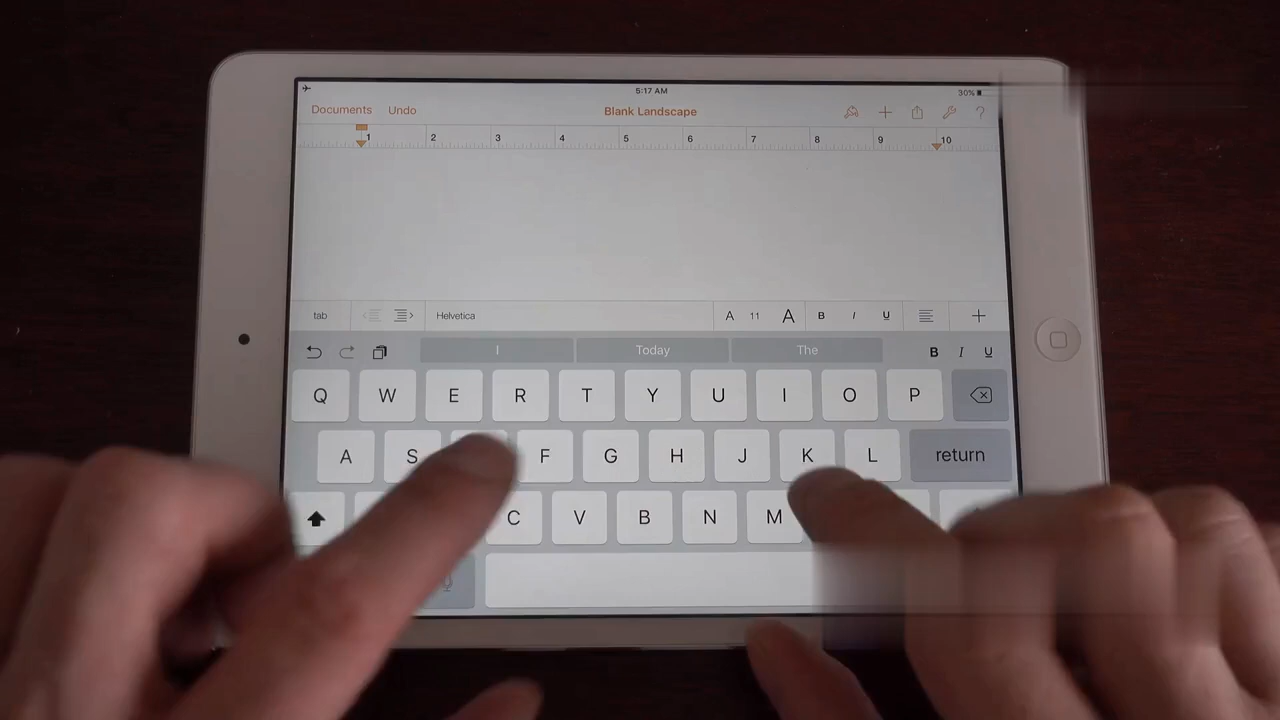 5:17 AM
30%
Documents Undo Blank Landscape ?
1 2 3 4 5 6 7 8 9 10
tab Helvetica A 11 A B I U
I Today The B I U
Q W E R T Y U I O P
A S F G H J K L return
C V B N M